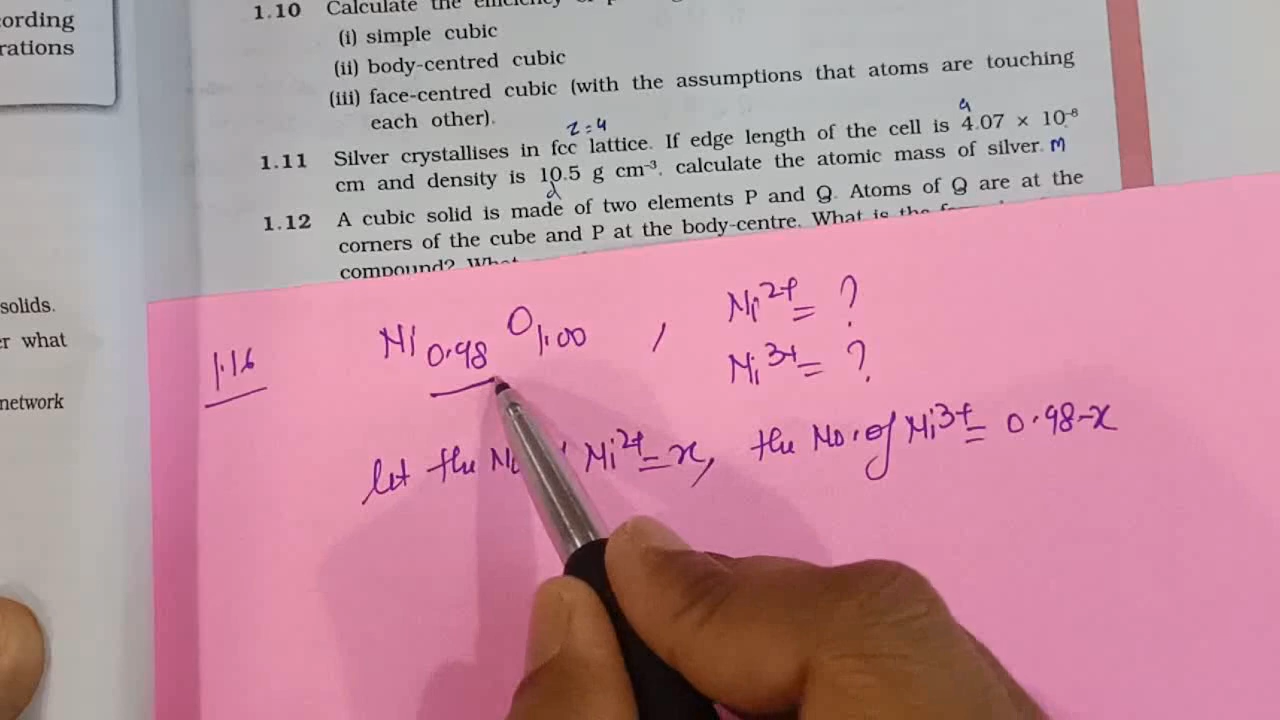 cording
rations
1.10 Calculate the efficiency of
(i) simple cubic
(ii) body-centred cubic
(iii) face-centred cubic (with the assumptions that atoms are touching
each other).
z=4
a
1.11 Silver crystallises in fcc lattice. If edge length of the cell is 4.07 × 10⁻⁸
cm and density is 10.5 g cm⁻³, calculate the atomic mass of silver. M
d
1.12 A cubic solid is made of two elements P and Q. Atoms of Q are at the
corners of the cube and P at the body-centre. What is the
compound? What
solids.
r what
network
1.16 Ni0.98 O1.00 , Ni²⁺ = ?
Ni³⁺ = ?
let the Ni²⁺ = x, the No. of Ni³⁺ = 0.98-x